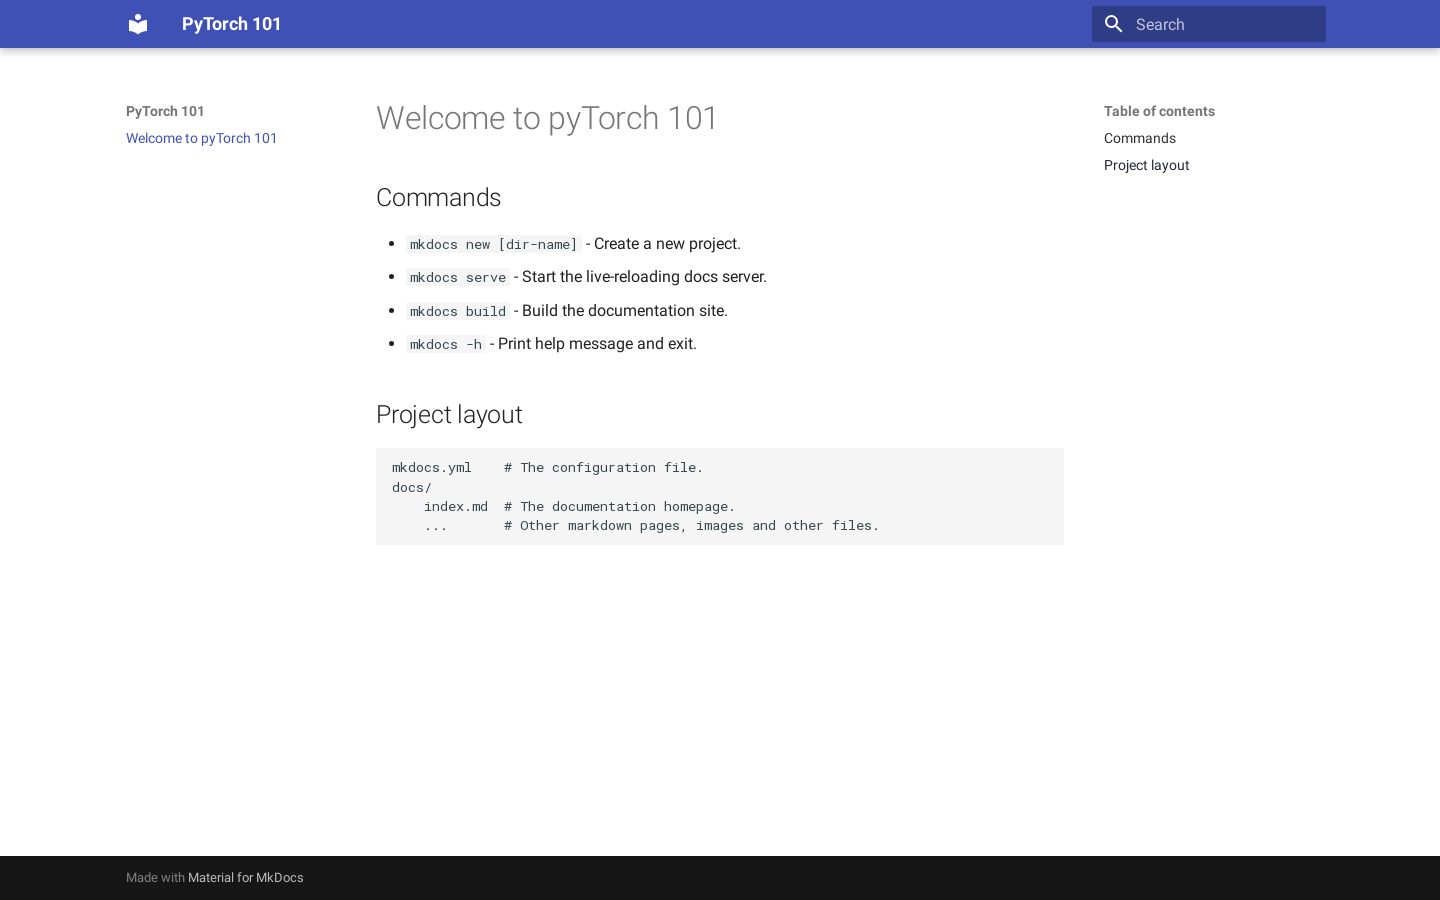 PyTorch 101
Search
PyTorch 101
Welcome to pyTorch 101
Welcome to pyTorch 101
Commands
mkdocs new [dir-name] - Create a new project.
mkdocs serve - Start the live-reloading docs server.
mkdocs build - Build the documentation site.
mkdocs -h - Print help message and exit.
Project layout
mkdocs.yml    # The configuration file.
docs/
    index.md  # The documentation homepage.
    ...       # Other markdown pages, images and other files.
Table of contents
Commands
Project layout
Made with Material for MkDocs